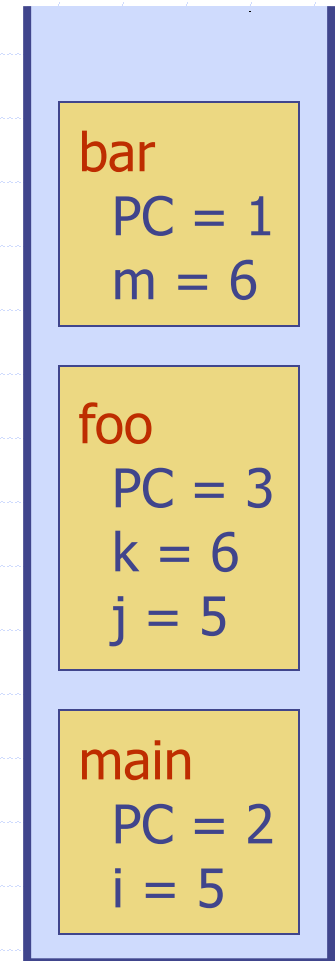 bar
PC = 1
m = 6
foo
PC = 3
k = 6
j = 5
main
PC = 2
i = 5